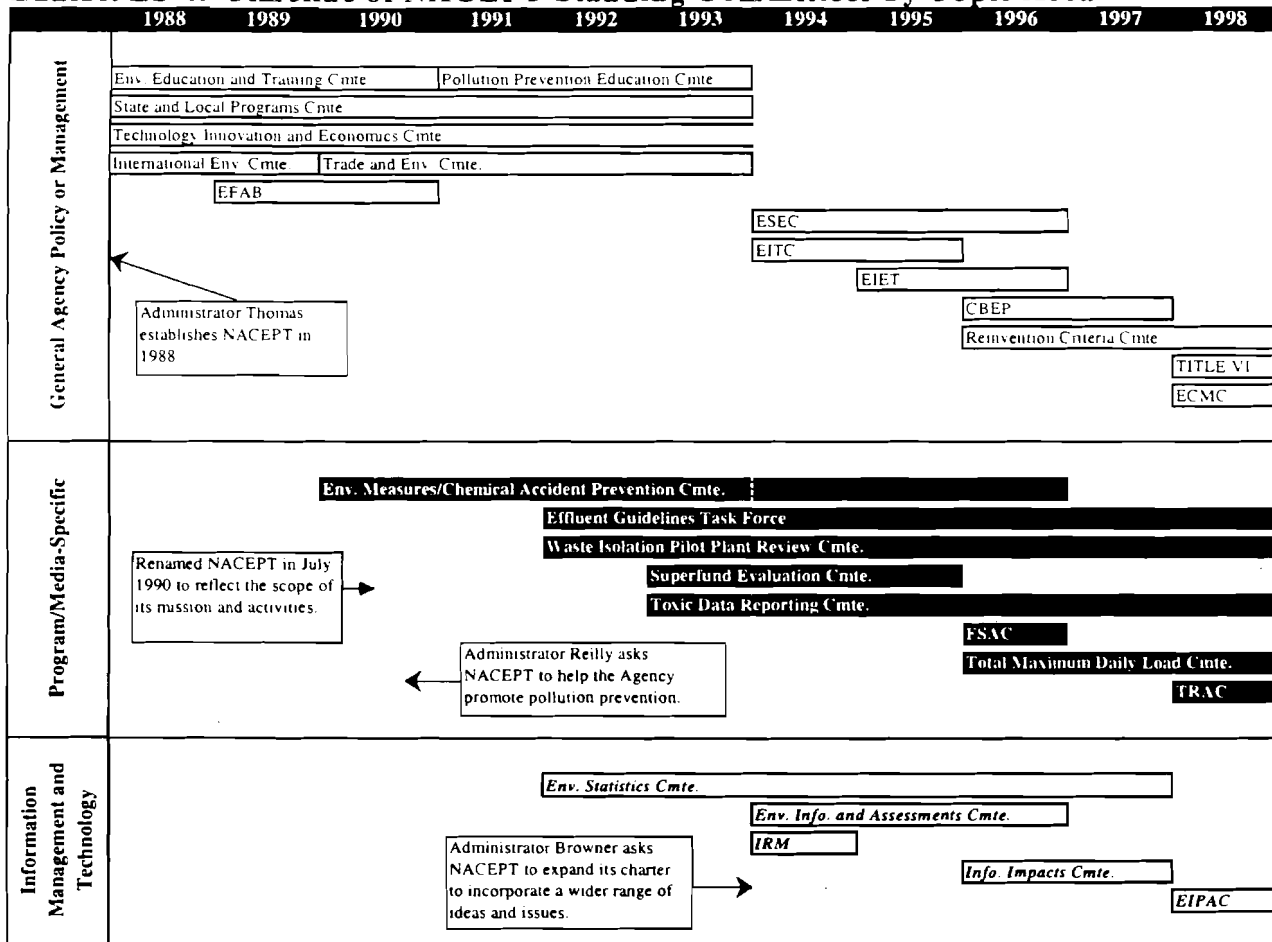 1988 1989 1990 1991 1992 1993 1994 1995 1996 1997 1998
General Agency Policy or Management
Env. Education and Training Cmte
Pollution Prevention Education Cmte
State and Local Programs Cmte
Technology Innovation and Economics Cmte
International Env. Cmte.
Trade and Env. Cmte.
EFAB
ESEC
EITC
EIET
CBEP
Reinvention Criteria Cmte
TITLE VI
ECMC
Administrator Thomas
establishes NACEPT in
1988
Program/Media-Specific
Env. Measures/Chemical Accident Prevention Cmte.
Effluent Guidelines Task Force
Waste Isolation Pilot Plant Review Cmte.
Superfund Evaluation Cmte.
Toxic Data Reporting Cmte.
FSAC
Total Maximum Daily Load Cmte.
TRAC
Renamed NACEPT in July
1990 to reflect the scope of
its mission and activities.
Administrator Reilly asks
NACEPT to help the Agency
promote pollution prevention.
Information
Management and
Technology
Env. Statistics Cmte.
Env. Info. and Assessments Cmte.
IRM
Info. Impacts Cmte.
EIPAC
Administrator Browner asks
NACEPT to expand its charter
to incorporate a wider range of
ideas and issues.